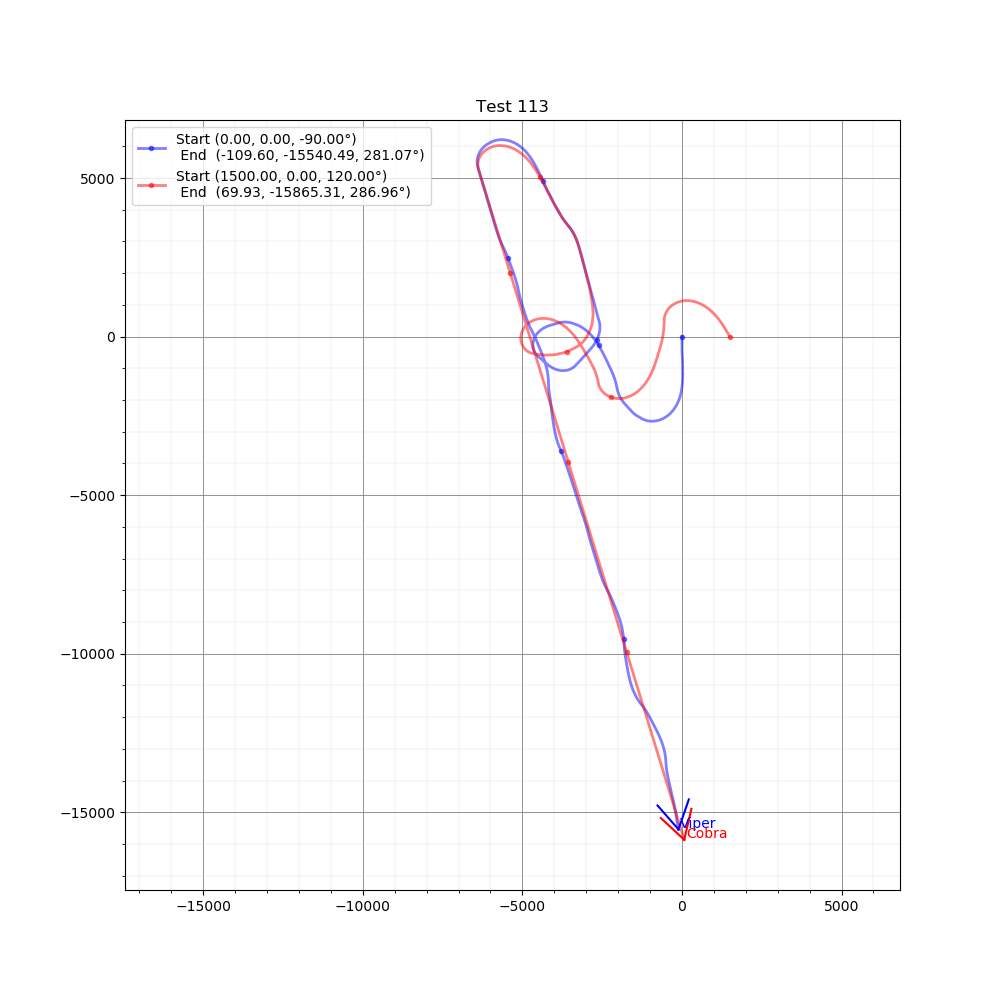 Test 113
Start (0.00, 0.00, -90.00°)
End (-109.60, -15540.49, 281.07°)
Start (1500.00, 0.00, 120.00°)
End (69.93, -15865.31, 286.96°)
5000
0
−5000
−10000
−15000
Viper
Cobra
−15000
−10000
−5000
0
5000